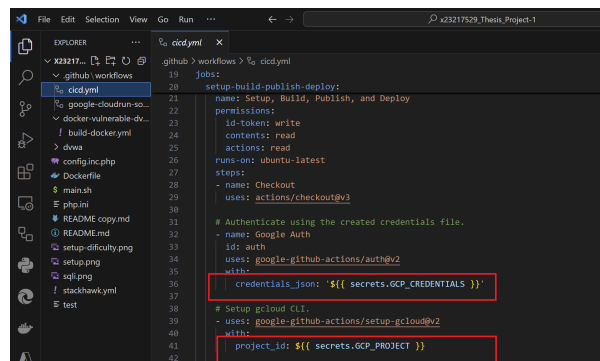 File Edit Selection View Go Run ··· ← → x23217529_Thesis_Project-1
EXPLORER ··· cicd.yml ×
X23217...
.github \ workflows
cicd.yml
google-cloudrun-so...
docker-vulnerable-dv...
build-docker.yml
dvwa
config.inc.php
Dockerfile
main.sh
php.ini
README copy.md
README.md
setup-dificulty.png
setup.png
sqli.png
stackhawk.yml
test
.github > workflows > cicd.yml
19 jobs:
20 setup-build-publish-deploy:
21 name: Setup, Build, Publish, and Deploy
22 permissions:
23 id-token: write
24 contents: read
25 actions: read
26 runs-on: ubuntu-latest
27 steps:
28 - name: Checkout
29 uses: actions/checkout@v3
30
31 # Authenticate using the created credentials file.
32 - name: Google Auth
33 id: auth
34 uses: google-github-actions/auth@v2
35 with:
36 credentials_json: '${{ secrets.GCP_CREDENTIALS }}'
37
38 # Setup gcloud CLI.
39 - uses: google-github-actions/setup-gcloud@v2
40 with:
41 project_id: ${{ secrets.GCP_PROJECT }}
42